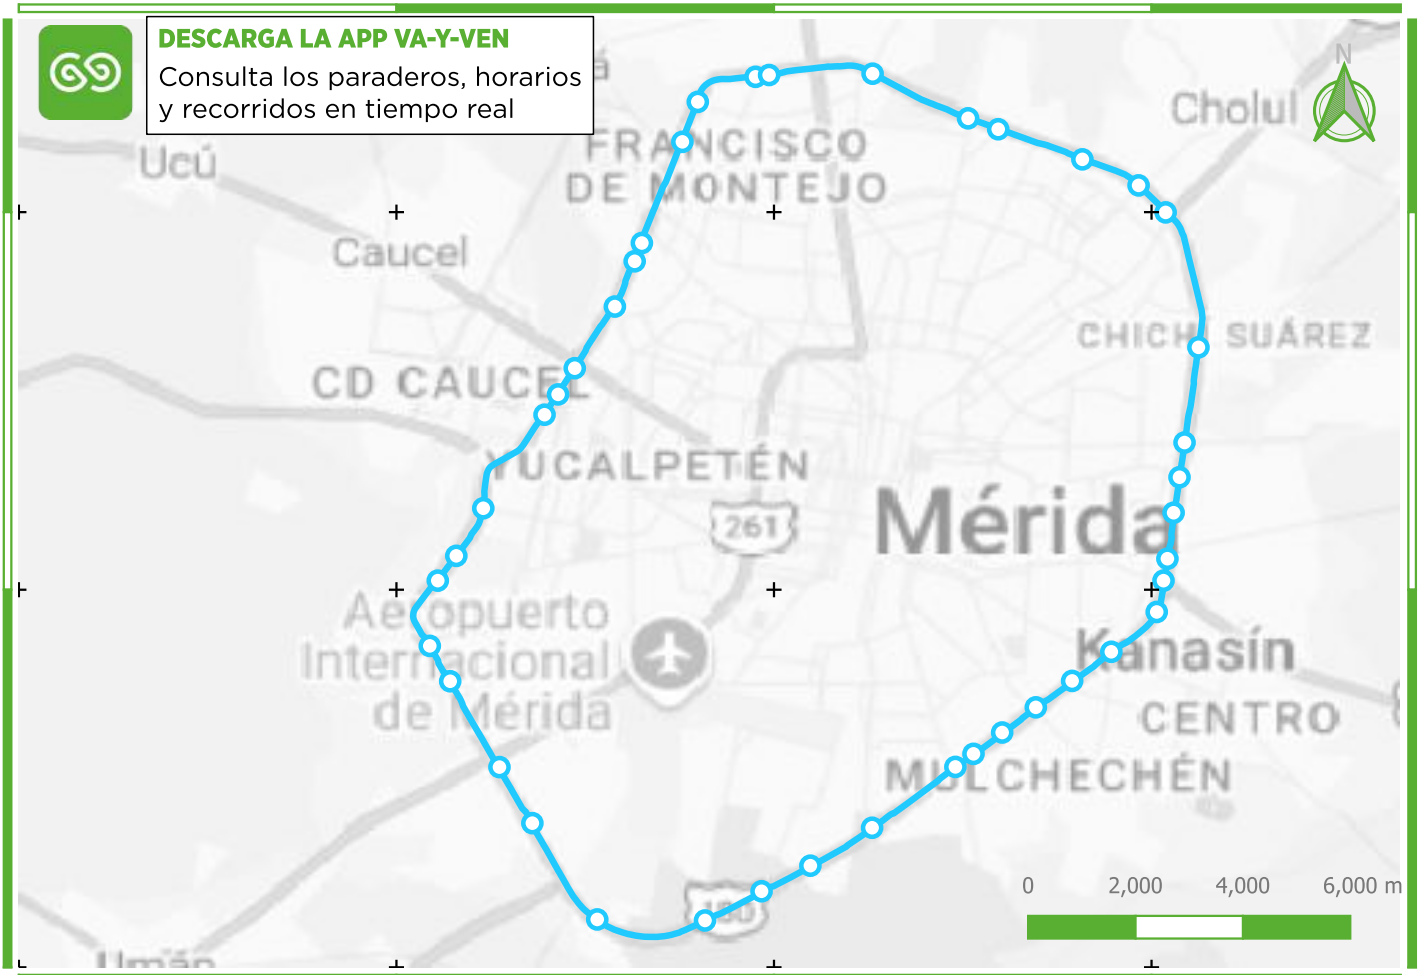 DESCARGA LA APP VA-Y-VEN
Consulta los paraderos, horarios
y recorridos en tiempo real
N
Cholul
Ucú
FRANCISCO
DE MONTEJO
Caucel
CHICHI SUÁREZ
CD CAUCEL
YUCALPETÉN
261
Mérida
Aeropuerto
Internacional
de Mérida
Kanasín
CENTRO
MULCHECHÉN
180
0 2,000 4,000 6,000 m
Umán